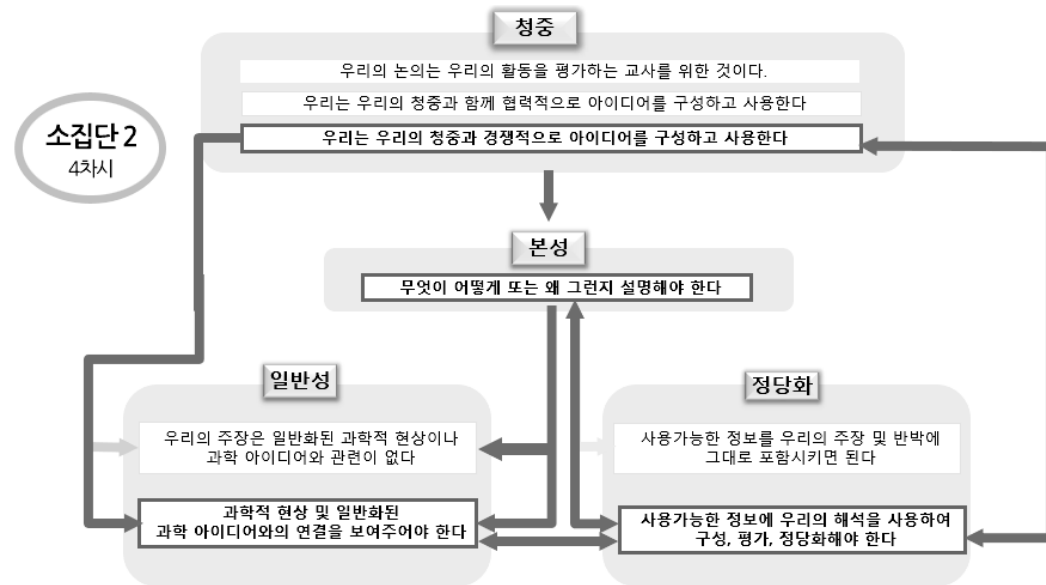 청중
우리의 논의는 우리의 활동을 평가하는 교사를 위한 것이다.
우리는 우리의 청중과 함께 협력적으로 아이디어를 구성하고 사용한다
우리는 우리의 청중과 경쟁적으로 아이디어를 구성하고 사용한다
소집단 2
4차시
본성
무엇이 어떻게 또는 왜 그런지 설명해야 한다
일반성
우리의 주장은 일반화된 과학적 현상이나
과학 아이디어와 관련이 없다
과학적 현상 및 일반화된
과학 아이디어와의 연결을 보여주어야 한다
정당화
사용가능한 정보를 우리의 주장 및 반박에
그대로 포함시키면 된다
사용가능한 정보에 우리의 해석을 사용하여
구성, 평가, 정당화해야 한다